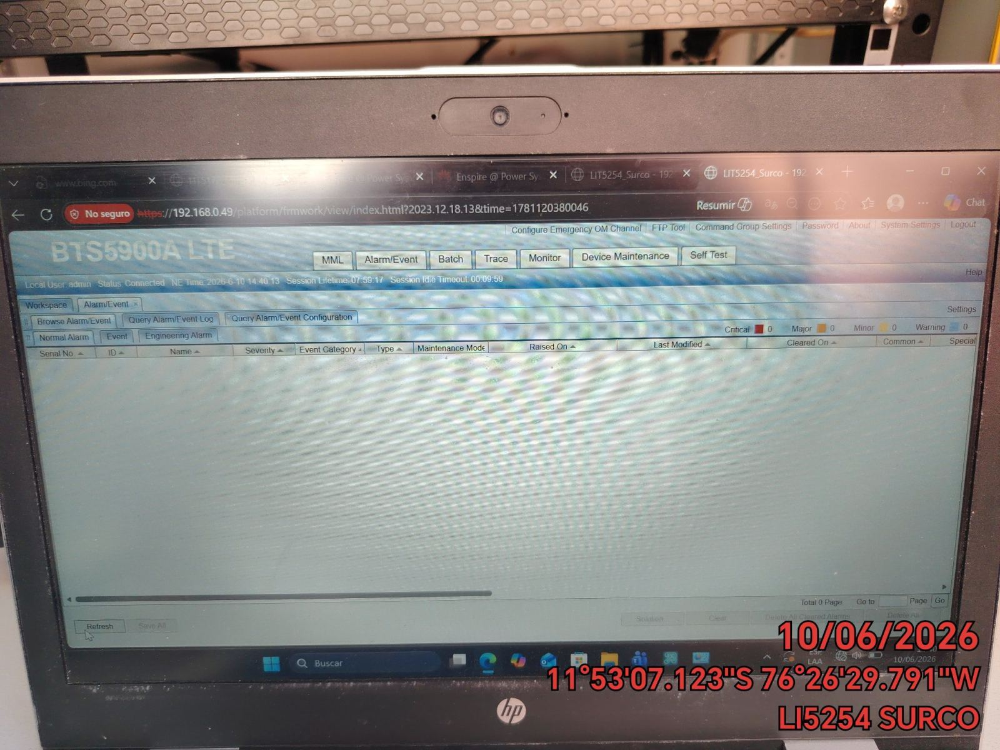 www.bing.com
Enspire @ Power Sy
LIT5254_Surco - 192
LIT5254_Surco - 192
No seguro https://192.168.0.49/platform/frmwork/view/index.html?2023.12.18.13&time=1781120380046 Resumir Chat
Configure Emergency OM Channel FTP Tool Command Group Settings Password About System Settings Logout
BTS5900A LTE
MML Alarm/Event Batch Trace Monitor Device Maintenance Self Test
Help
Local User: admin Status: Connected NE Time: 2026-6-10 14:40:13 Session Lifetime: 07:59:17 Session Idle Timeout: 00:09:59
Workspace Alarm/Event
Settings
Browse Alarm/Event Query Alarm/Event Log Query Alarm/Event Configuration
Critical 0 Major 0 Minor 0 Warning 0
Normal Alarm Event Engineering Alarm
Serial No. ID Name Severity Event Category Type Maintenance Mode Raised On Last Modified Cleared On Common Special
Total 0 Page Go to Page Go
Refresh Save All Solution Clear Delete All Cleared Alarms Delete All
Buscar
ESP
LAA
10/06/2026
10/06/2026
11°53'07.123"S 76°26'29.791"W
LI5254 SURCO
hp